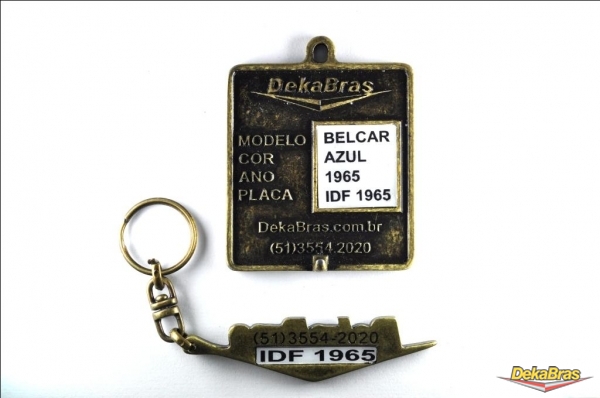 DekaBras
MODELO BELCAR
COR AZUL
ANO 1965
PLACA IDF 1965
DekaBras.com.br
(51)3554.2020
(51)3554-2020
IDF 1965
DekaBras